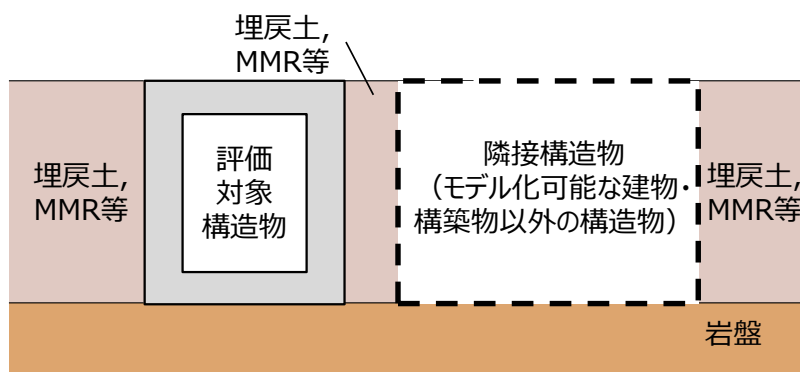 埋戻土,
MMR等
埋戻土,
MMR等
評価
対象
構造物
隣接構造物
（モデル化可能な建物・
構築物以外の構造物）
埋戻土,
MMR等
岩盤